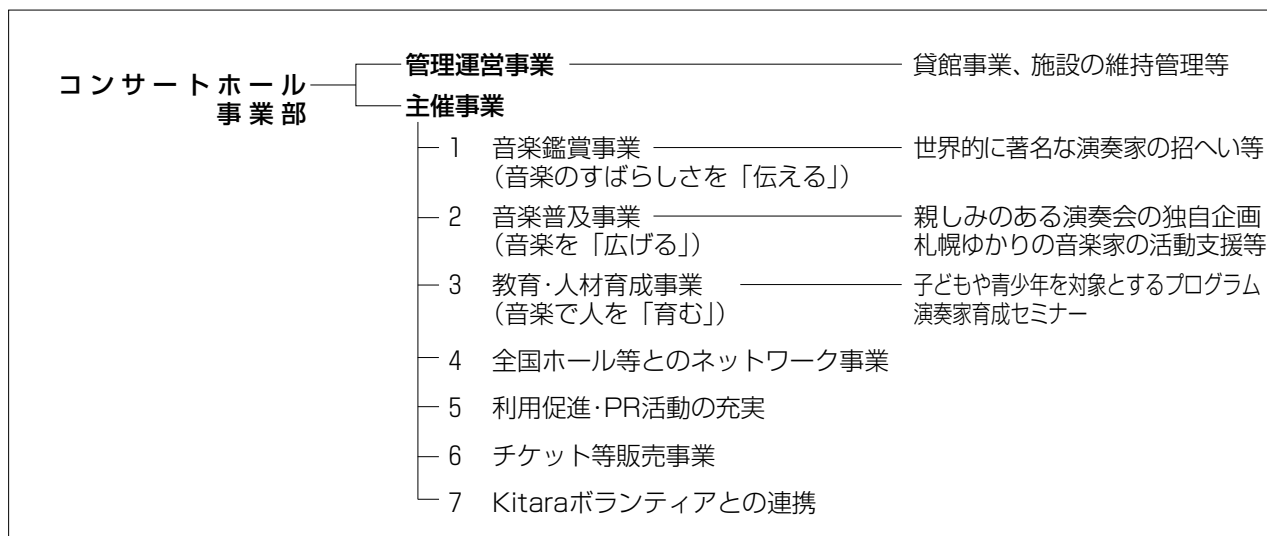 コンサートホール
事業部
管理運営事業 貸館事業、施設の維持管理等
主催事業
1 音楽鑑賞事業 世界的に著名な演奏家の招へい等
(音楽のすばらしさを「伝える」)
2 音楽普及事業 親しみのある演奏会の独自企画
(音楽を「広げる」) 札幌ゆかりの音楽家の活動支援等
3 教育・人材育成事業 子どもや青少年を対象とするプログラム
(音楽で人を「育む」) 演奏家育成セミナー
4 全国ホール等とのネットワーク事業
5 利用促進・PR活動の充実
6 チケット等販売事業
7 Kitaraボランティアとの連携